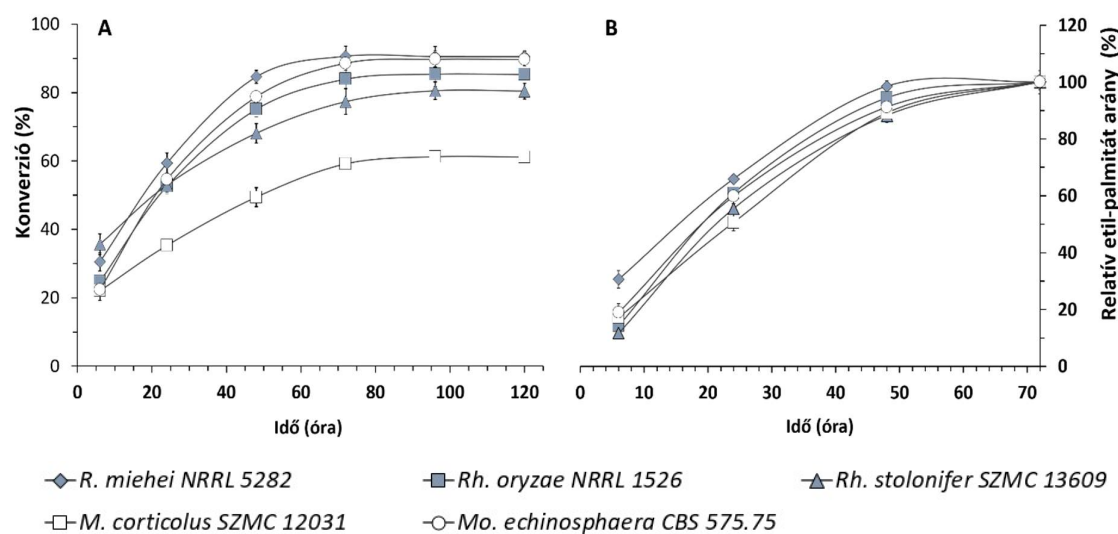 A
Konverzió (%)
100
80
60
40
20
0
0 20 40 60 80 100 120
Idő (óra)
B
120
100
80
60
40
20
0
Relatív etil-palmitát arány (%)
0 10 20 30 40 50 60 70
Idő (óra)
R. miehei NRRL 5282 Rh. oryzae NRRL 1526 Rh. stolonifer SZMC 13609
M. corticolus SZMC 12031 Mo. echinosphaera CBS 575.75